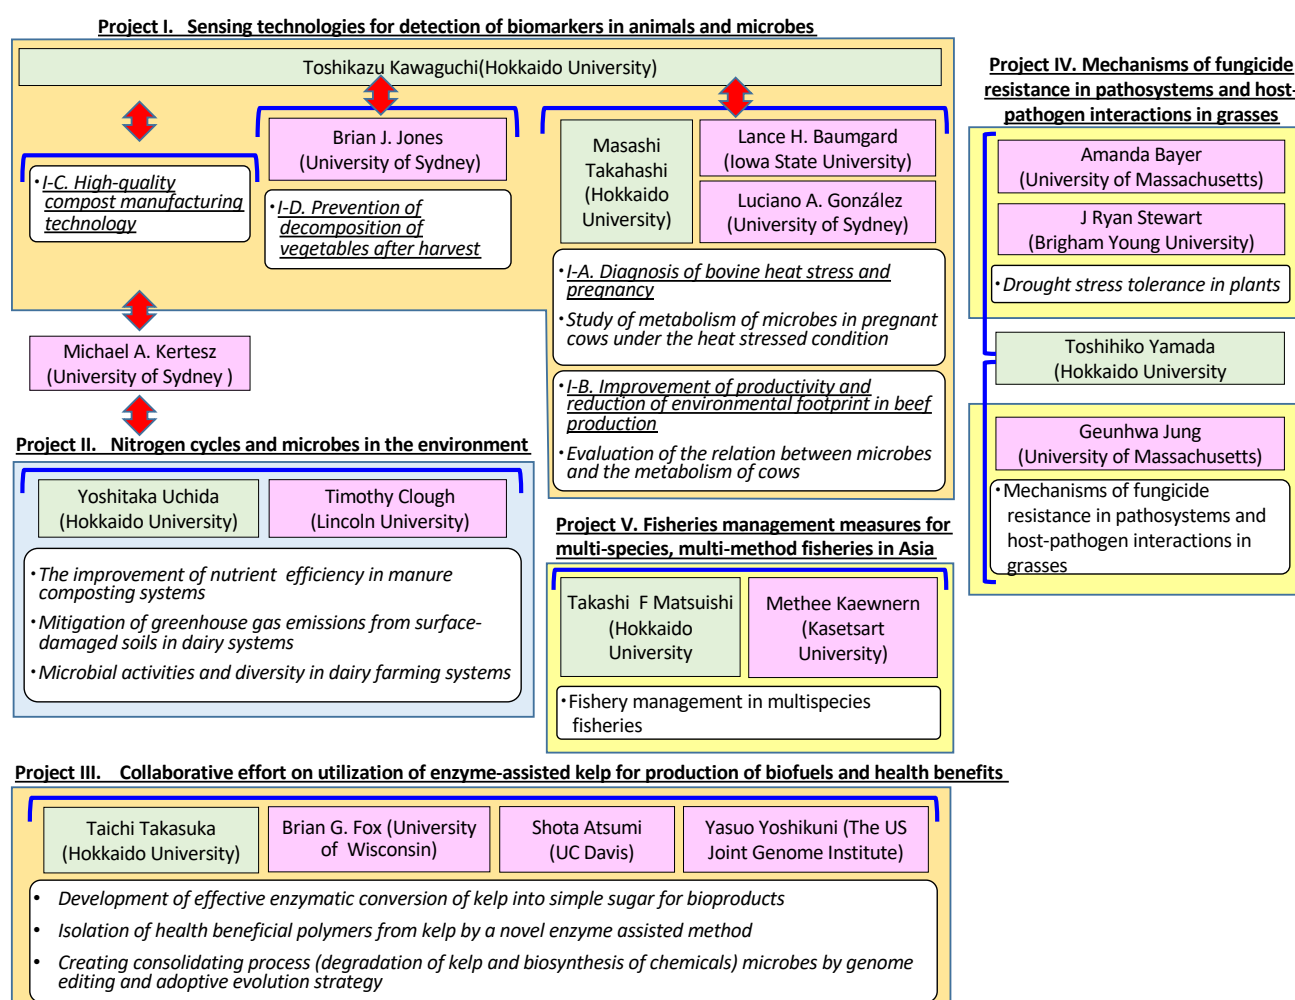 Project I.   Sensing technologies for detection of biomarkers in animals and microbes
Toshikazu Kawaguchi(Hokkaido University)
・I-C. High-quality
compost manufacturing
technology
Brian J. Jones
(University of Sydney)
・I-D. Prevention of
decomposition of
vegetables after harvest
Masashi
Takahashi
(Hokkaido
University)
Lance H. Baumgard
(Iowa State University)
Luciano A. González
(University of Sydney)
・I-A. Diagnosis of bovine heat stress and
pregnancy
・Study of metabolism of microbes in pregnant
cows under the heat stressed condition
・I-B. Improvement of productivity and
reduction of environmental footprint in beef
production
・Evaluation of the relation between microbes
and the metabolism of cows
Michael A. Kertesz
(University of Sydney )
Project II.   Nitrogen cycles and microbes in the environment
Yoshitaka Uchida
(Hokkaido University)
Timothy Clough
(Lincoln University)
・The improvement of nutrient  efficiency in manure
composting systems
・Mitigation of greenhouse gas emissions from surface-
damaged soils in dairy systems
・Microbial activities and diversity in dairy farming systems
Project IV. Mechanisms of fungicide
resistance in pathosystems and host-
pathogen interactions in grasses
Amanda Bayer
(University of Massachusetts)
J Ryan Stewart
(Brigham Young University)
・Drought stress tolerance in plants
Toshihiko Yamada
(Hokkaido University
Geunhwa Jung
(University of Massachusetts)
・Mechanisms of fungicide
resistance in pathosystems and
host-pathogen interactions in
grasses
Project V. Fisheries management measures for
multi-species, multi-method fisheries in Asia
Takashi  F Matsuishi
(Hokkaido
University
Methee Kaewnern
(Kasetsart
University)
・Fishery management in multispecies
fisheries
Project III.    Collaborative effort on utilization of enzyme-assisted kelp for production of biofuels and health benefits
Taichi Takasuka
(Hokkaido University)
Brian G. Fox (University
of  Wisconsin)
Shota Atsumi
(UC Davis)
Yasuo Yoshikuni (The US
Joint Genome Institute)
• Development of effective enzymatic conversion of kelp into simple sugar for bioproducts
• Isolation of health beneficial polymers from kelp by a novel enzyme assisted method
• Creating consolidating process (degradation of kelp and biosynthesis of chemicals) microbes by genome
editing and adoptive evolution strategy